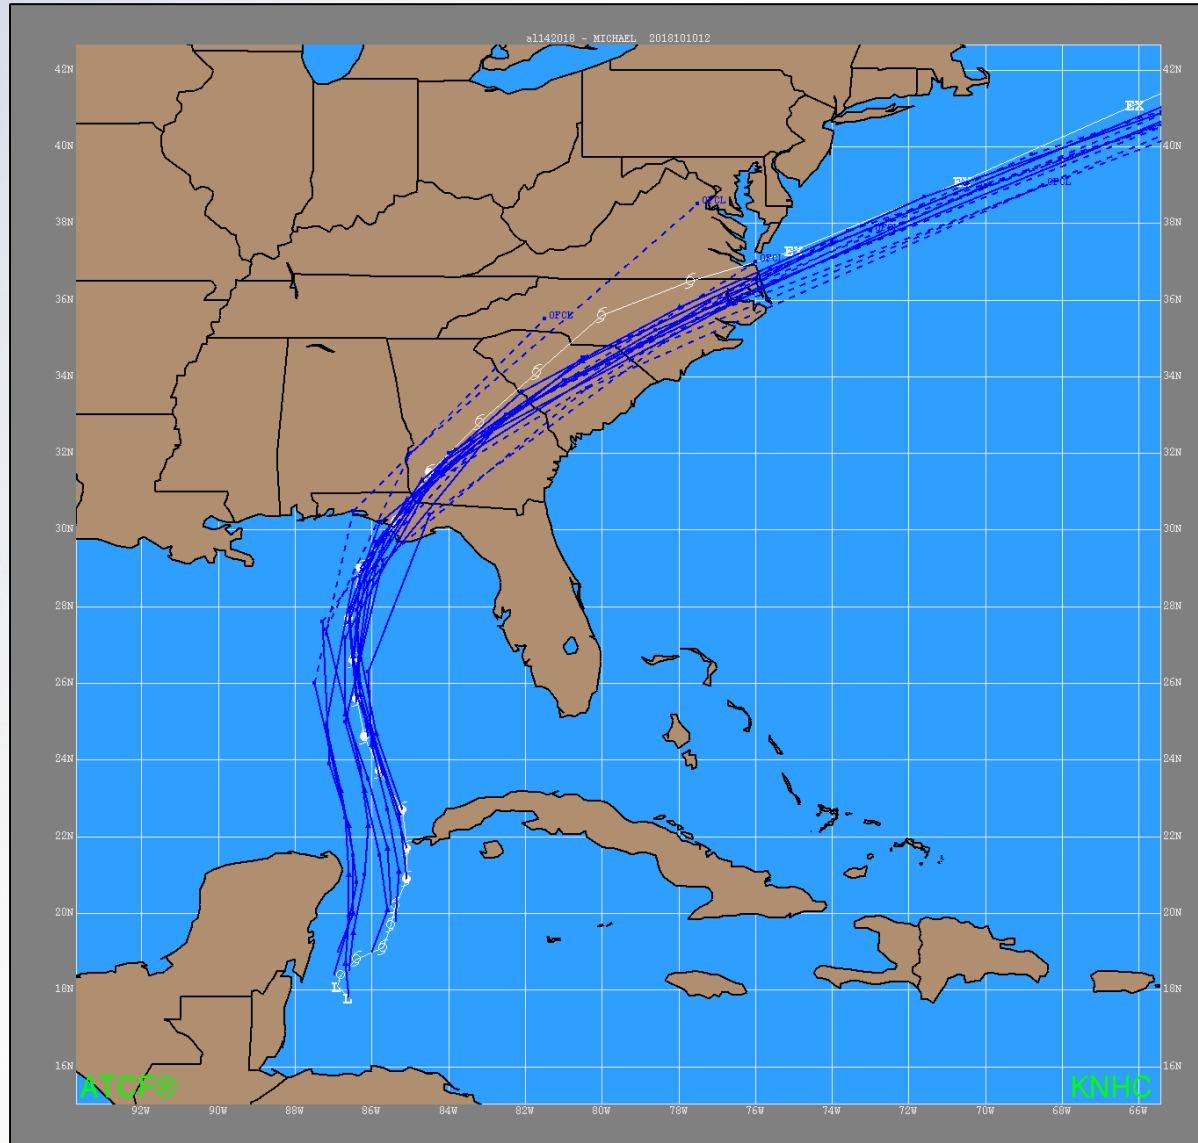 al142018 - MICHAEL 2018101012
42N 42N
EX
40N 40N
EX OFCL
OFCL
38N 38N
EX
OFCL
36N 36N
OFCL
34N 34N
32N 32N
30N 30N
28N 28N
26N 26N
24N 24N
22N 22N
20N 20N
18N L 18N
L
16N 16N
ATCF® KNHC
92W 90W 88W 86W 84W 82W 80W 78W 76W 74W 72W 70W 68W 66W